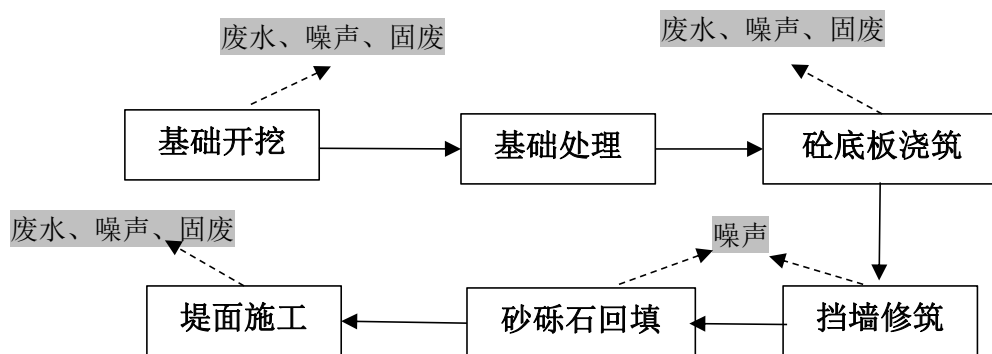 废水、噪声、固废
废水、噪声、固废
基础开挖
基础处理
砼底板浇筑
废水、噪声、固废
噪声
堤面施工
砂砾石回填
挡墙修筑